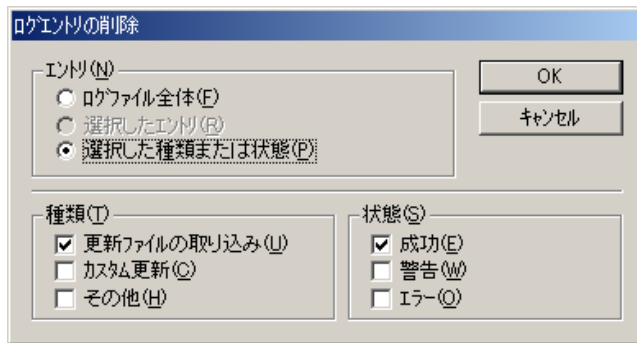 ログエントリの削除
エントリ(N)
ログファイル全体(F)
選択したエントリ(R)
選択した種類または状態(P)
OK
キャンセル
種類(T)
更新ファイルの取り込み(U)
カスタム更新(C)
その他(H)
状態(S)
成功(E)
警告(W)
エラー(O)